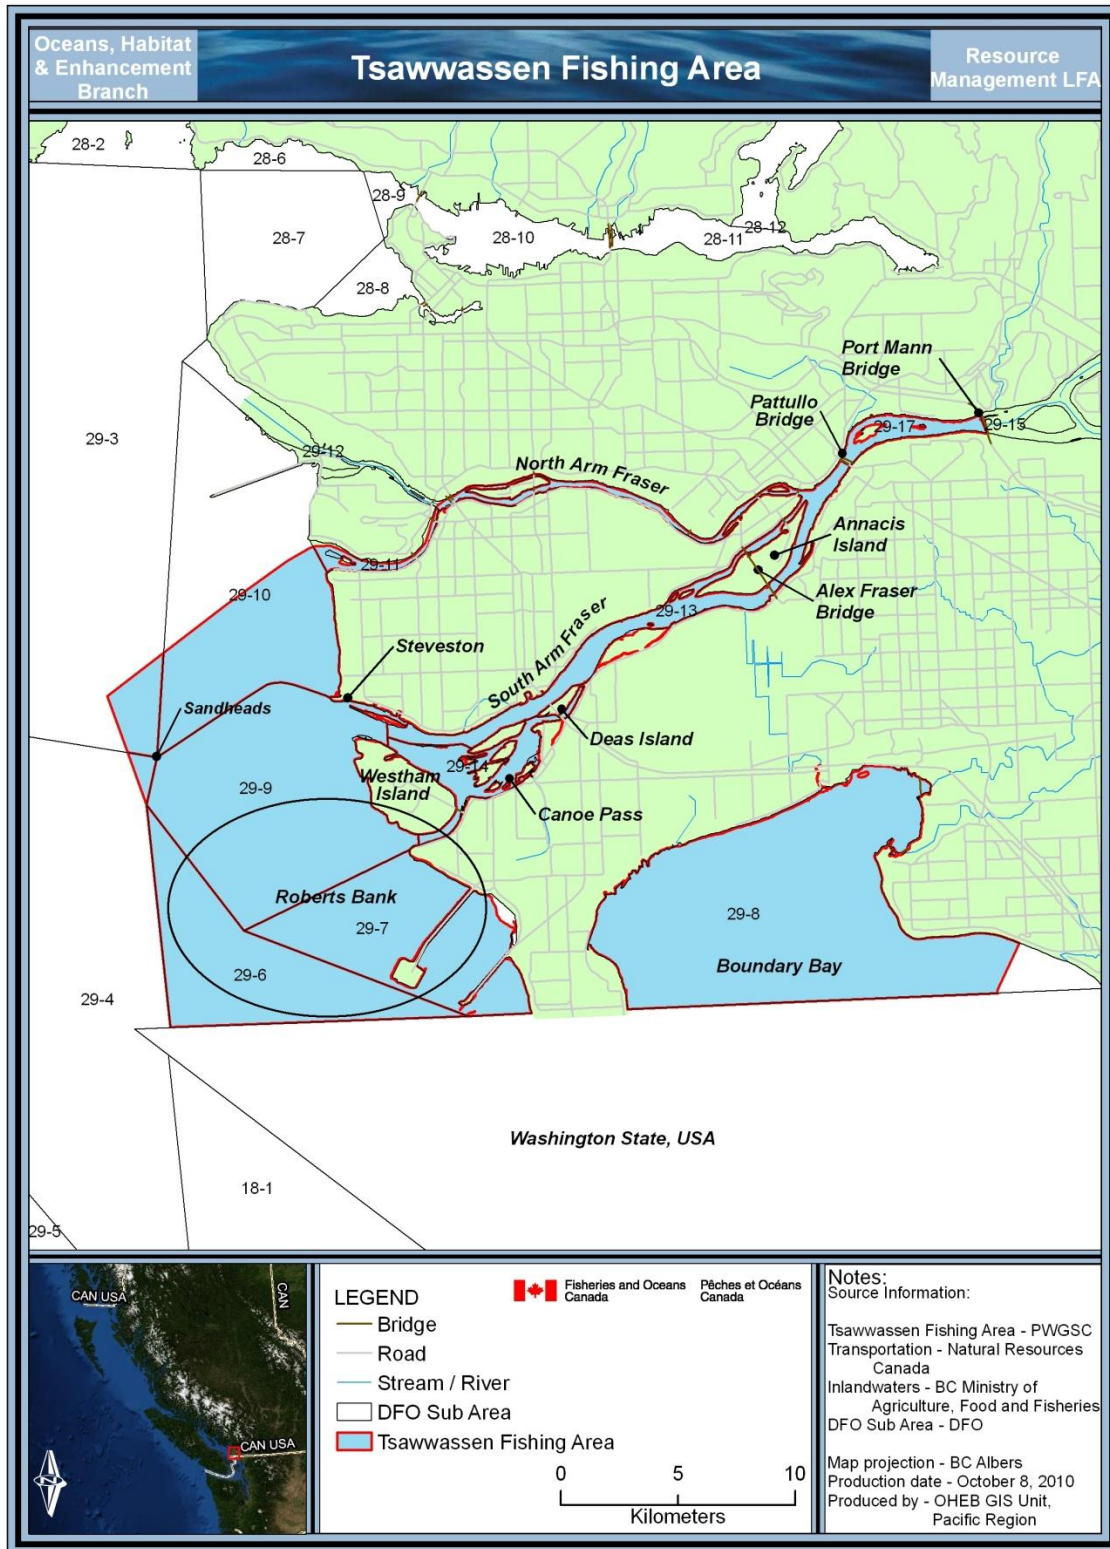 Oceans, Habitat
& Enhancement
Branch
Tsawwassen Fishing Area
Resource
Management LFA
28-2
28-6
28-9
28-7
28-10
28-11
28-12
28-8
Port Mann
Bridge
Pattullo
Bridge
29-17
29-15
29-3
29-12
North Arm Fraser
Annacis
Island
29-11
Alex Fraser
Bridge
29-10
29-13
South Arm Fraser
Steveston
Sandheads
Deas Island
29-14
29-9
Westham
Island
Canoe Pass
Roberts Bank
29-7
29-8
29-6
Boundary Bay
29-4
Washington State, USA
18-1
29-5
CAN USA
CAN
CAN USA
LEGEND
Fisheries and Oceans
Canada
Pêches et Océans
Canada
Bridge
Road
Stream / River
DFO Sub Area
Tsawwassen Fishing Area
0 5 10
Kilometers
Notes:
Source Information:
Tsawwassen Fishing Area - PWGSC
Transportation - Natural Resources
Canada
Inlandwaters - BC Ministry of
Agriculture, Food and Fisheries
DFO Sub Area - DFO
Map projection - BC Albers
Production date - October 8, 2010
Produced by - OHEB GIS Unit,
Pacific Region